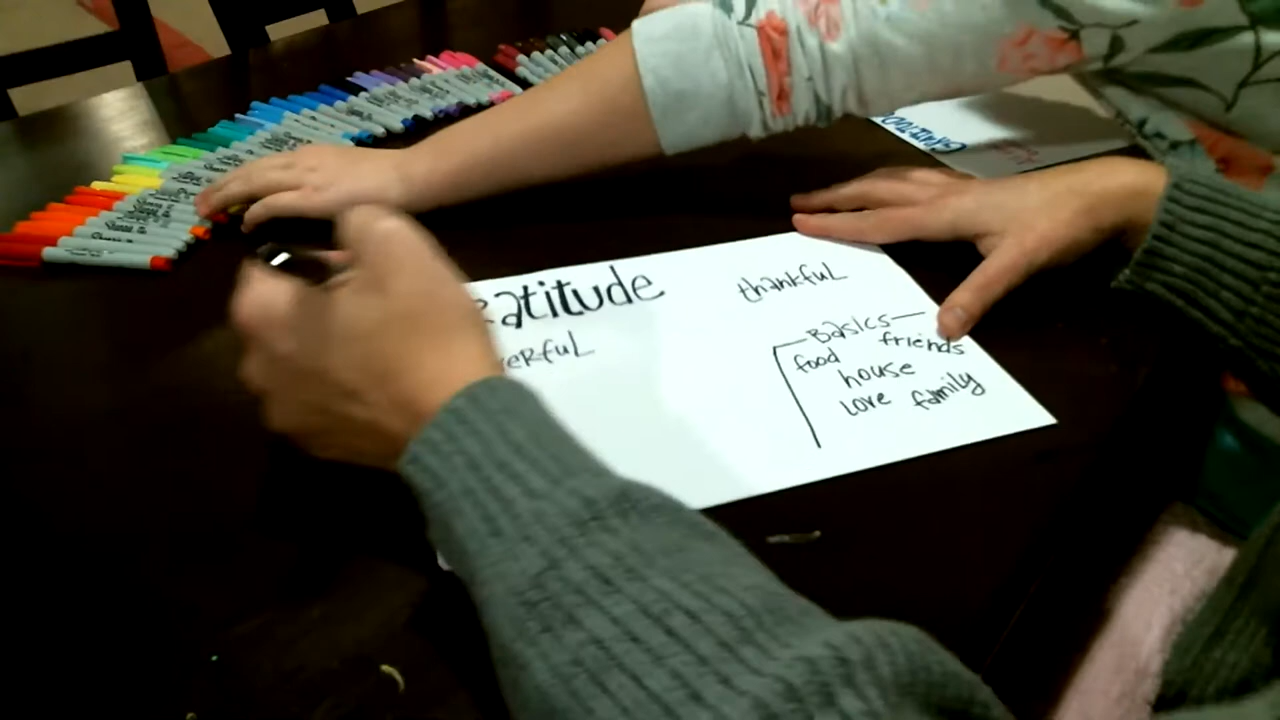 atitude
erful
thankful
Basics
food friends
house
love family